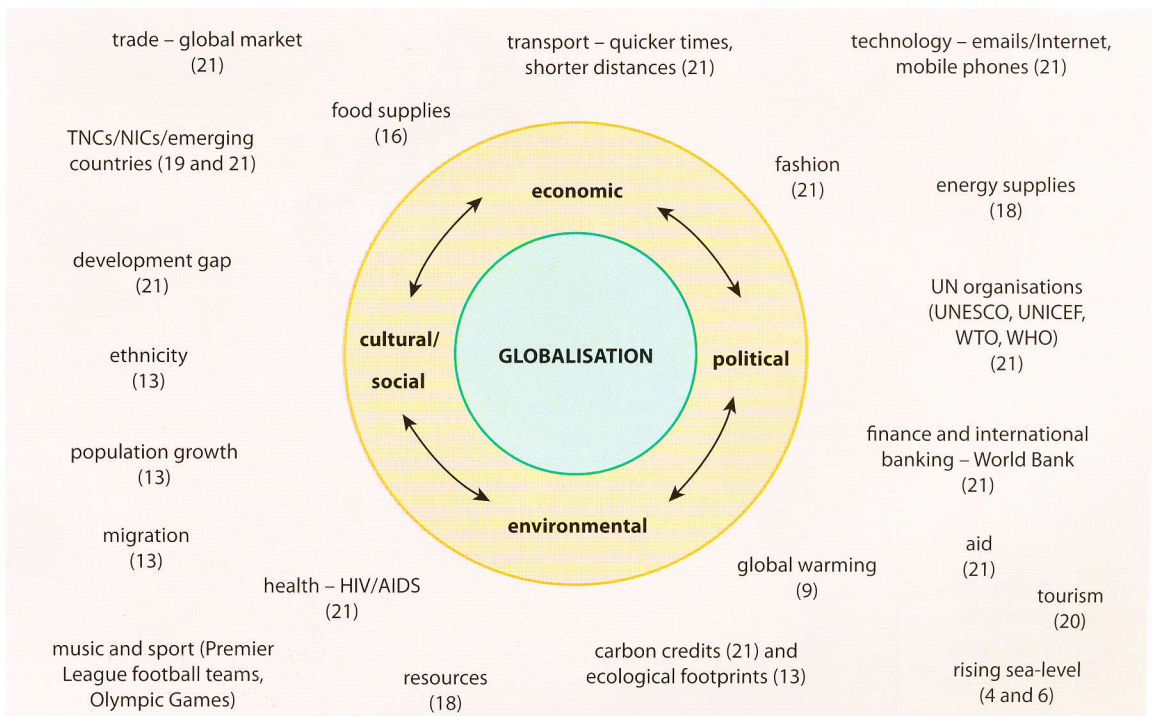 trade – global market
(21)
transport – quicker times,
shorter distances (21)
technology – emails/Internet,
mobile phones (21)
food supplies
(16)
TNCs/NICs/emerging
countries (19 and 21)
fashion
(21)
energy supplies
(18)
economic
development gap
(21)
UN organisations
(UNESCO, UNICEF,
WTO, WHO)
(21)
cultural/
social
GLOBALISATION
political
ethnicity
(13)
population growth
(13)
finance and international
banking – World Bank
(21)
environmental
migration
(13)
health – HIV/AIDS
(21)
global warming
(9)
aid
(21)
tourism
(20)
music and sport (Premier
League football teams,
Olympic Games)
resources
(18)
carbon credits (21) and
ecological footprints (13)
rising sea-level
(4 and 6)